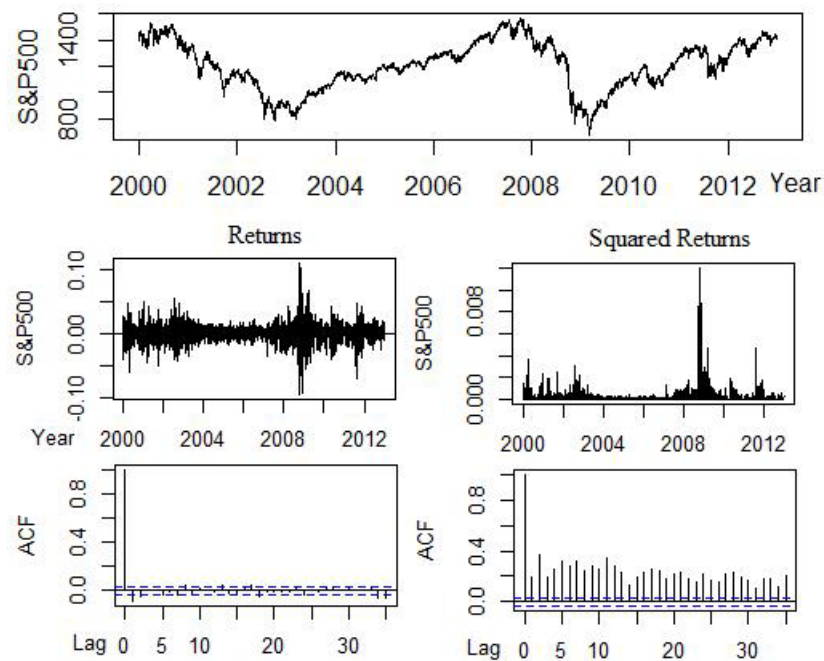 S&P500
1400
800
2000 2002 2004 2006 2008 2010 2012 Year
Returns
S&P500
0.10
0.00
-0.10
Year 2000 2004 2008 2012
Squared Returns
S&P500
0.008
0.000
2000 2004 2008 2012
ACF
0.8
0.4
0.0
Lag 0 5 10 20 30
ACF
0.8
0.4
0.0
Lag 0 5 10 20 30